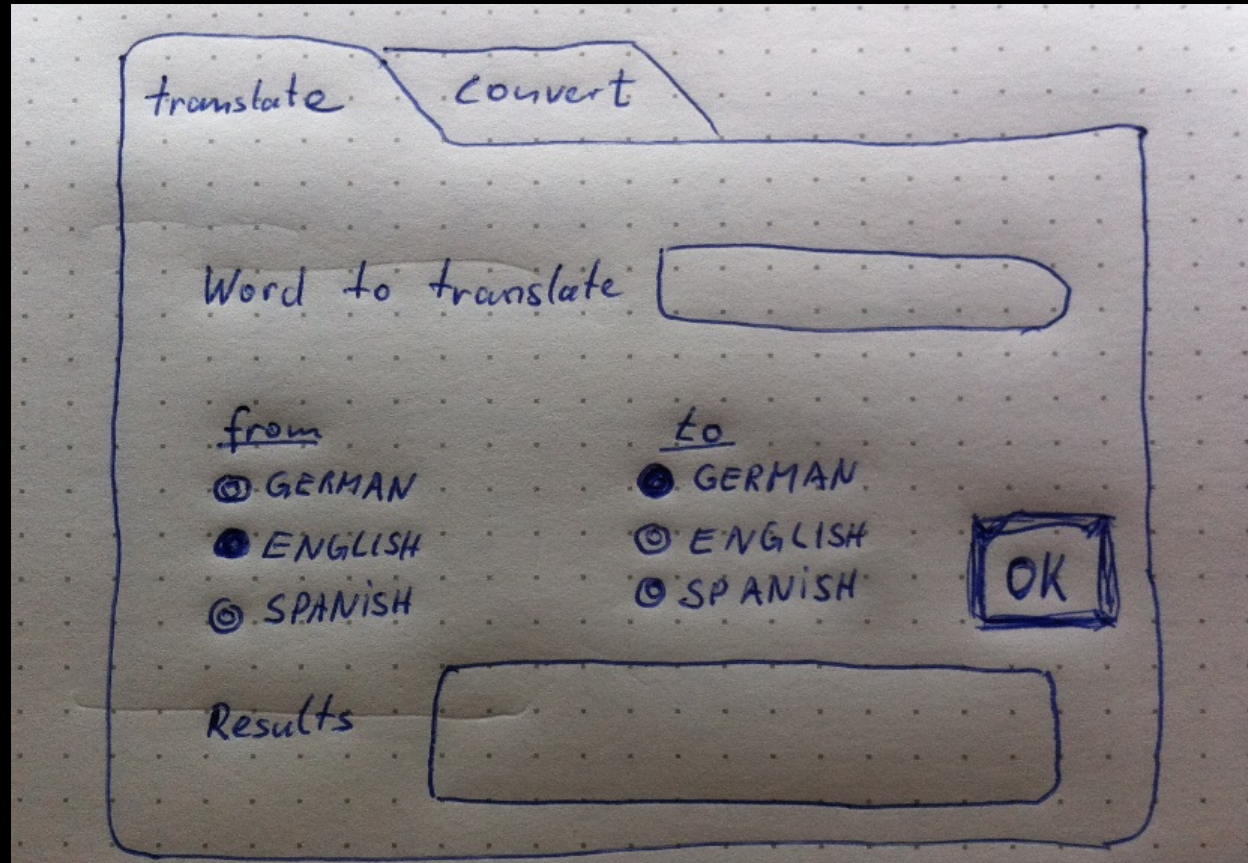 translate convert
Word to translate
from to
GERMAN GERMAN
ENGLISH ENGLISH
SPANiSH SPANiSH
OK
Results